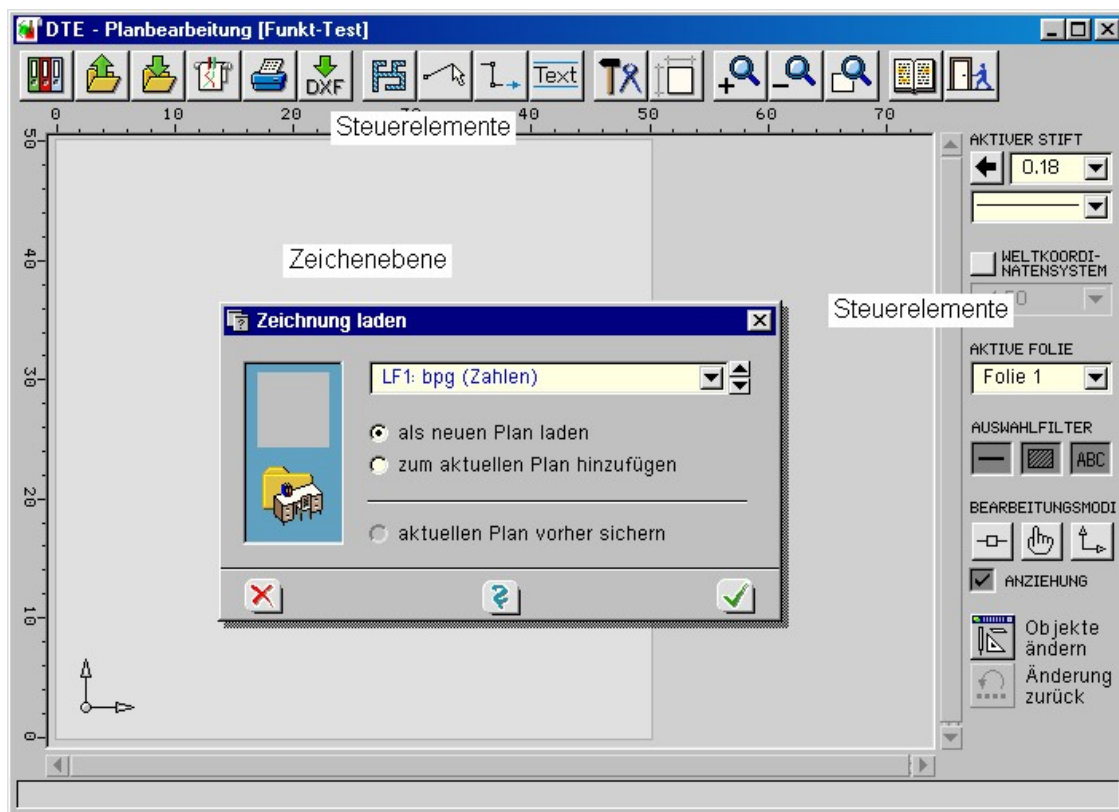 DTE - Planbearbeitung [Funkt-Test]
DXF
Text
0 10 20 40 50 60 70
Steuerelemente
50
40
30
20
10
0
Zeichenebene
AKTIVER STIFT
0.18
WELTKOORDI-
NATENSYSTEM
Steuerelemente
AKTIVE FOLIE
Folie 1
AUSWAHLFILTER
ABC
BEARBEITUNGSMODI
ANZIEHUNG
Objekte
ändern
Änderung
zurück
Zeichnung laden
LF1: bpg (Zahlen)
als neuen Plan laden
zum aktuellen Plan hinzufügen
aktuellen Plan vorher sichern